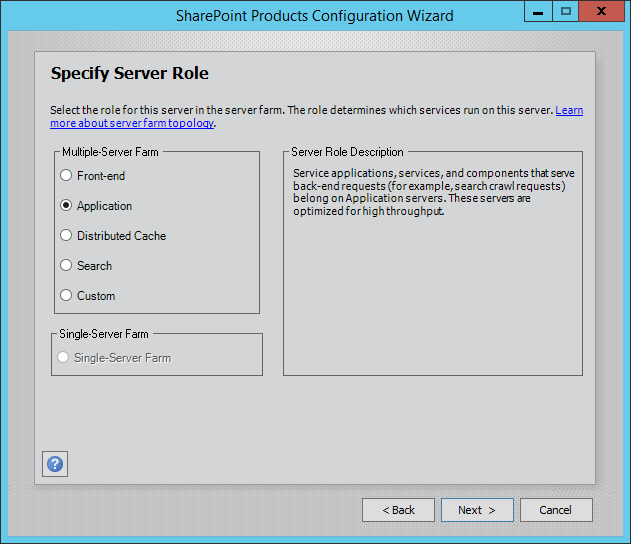 SharePoint Products Configuration Wizard
Specify Server Role
Select the role for this server in the server farm. The role determines which services run on this server. Learn
more about server farm topology.
Multiple-Server Farm
Front-end
Application
Distributed Cache
Search
Custom
Single-Server Farm
Single-Server Farm
Server Role Description
Service applications, services, and components that serve
back-end requests (for example, search crawl requests)
belong on Application servers. These servers are
optimized for high throughput.
?
< Back
Next >
Cancel